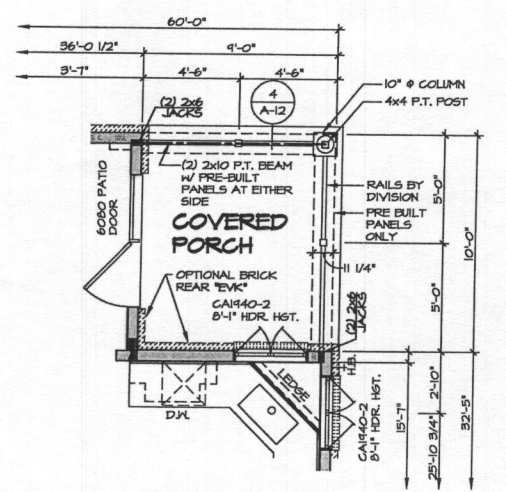 60'-0"
36'-0 1/2"
9'-0"
3'-7"
4'-6"
4'-6"
4
A-12
(2) 2x6
JACKS
10" Φ COLUMN
4x4 P.T. POST
(2) 2x10 P.T. BEAM
W/ PRE-BUILT
PANELS AT EITHER
SIDE
6080 PATIO
DOOR
RAILS BY
DIVISION
PRE BUILT
PANELS
ONLY
5'-0"
10'-0"
COVERED
PORCH
11 1/4"
OPTIONAL BRICK
REAR "EVK"
CA1940-2
8'-1" HDR. HGT.
5'-0"
(2) 2x6
JACKS
H.B.
LEDGE
D.W.
CA1940-2
8'-1" HDR. HGT.
15'-7"
2'-10"
25'-10 3/4"
32'-5"